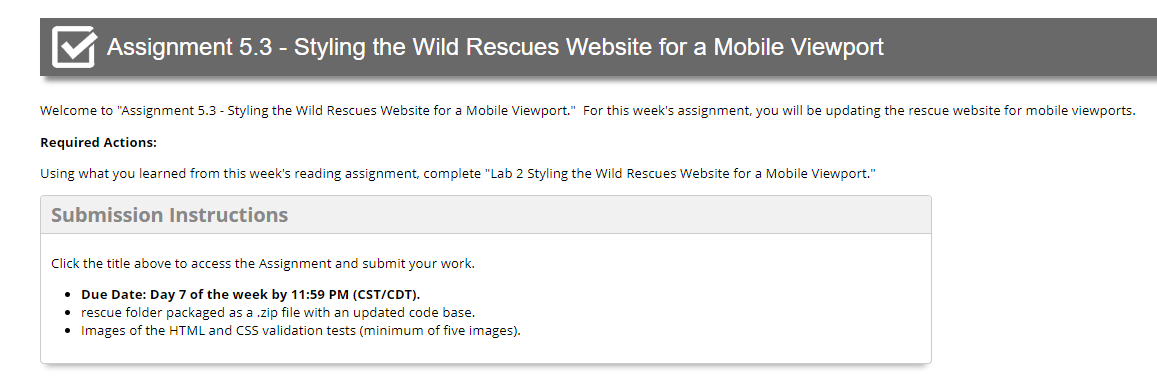 Assignment 5.3 - Styling the Wild Rescues Website for a Mobile Viewport
Welcome to "Assignment 5.3 - Styling the Wild Rescues Website for a Mobile Viewport."  For this week's assignment, you will be updating the rescue website for mobile viewports.
Required Actions:
Using what you learned from this week's reading assignment, complete "Lab 2 Styling the Wild Rescues Website for a Mobile Viewport."
Submission Instructions
Click the title above to access the Assignment and submit your work.
• Due Date: Day 7 of the week by 11:59 PM (CST/CDT).
• rescue folder packaged as a .zip file with an updated code base.
• Images of the HTML and CSS validation tests (minimum of five images).